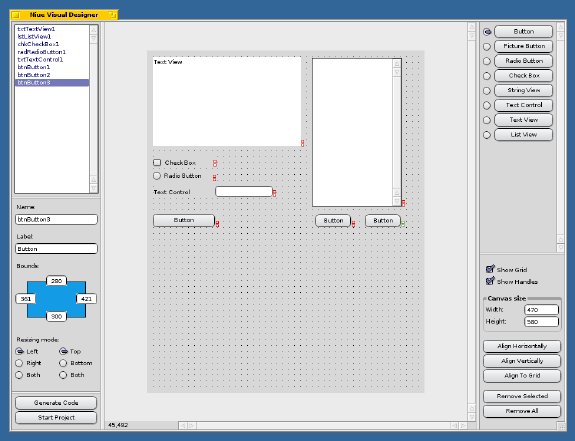 Niue Visual Designer
txtTextView1
lstListView1
chkCheckBox1
radRadioButton1
txtTextControl1
btnButton1
btnButton2
btnButton3
Name:
btnButton3
Label:
Button
Bounds:
280
361
421
300
Resizing mode:
Left
Top
Right
Bottom
Both
Both
Generate Code
Start Project
Text View
CheckBox
Radio Button
Text Control
Button
Button
Button
45,492
Button
Picture Button
Radio Button
Check Box
String View
Text Control
Text View
List View
Show Grid
Show Handles
Canvas size
Width:
470
Height:
580
Align Horizontally
Align Vertically
Align To Grid
Remove Selected
Remove All